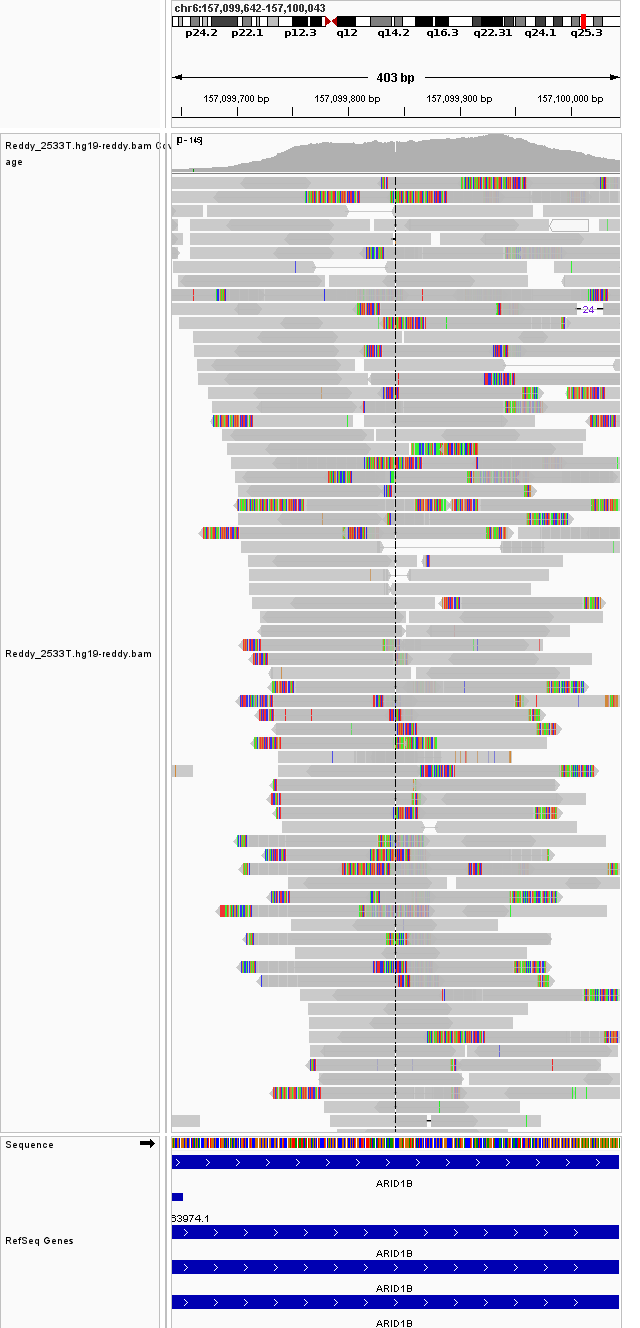 chr6:157,099,642-157,100,043
p24.2 p22.1 p12.3 q12 q14.2 q16.3 q22.31 q24.1 q25.3
403 bp
157,099,700 bp 157,099,800 bp 157,099,900 bp 157,100,000 bp
Reddy_2533T.hg19-reddy.bam Cov
age
[0 - 145]
24
Reddy_2533T.hg19-reddy.bam
Sequence
ARID1B
63974.1
RefSeq Genes
ARID1B
ARID1B
ARID1B